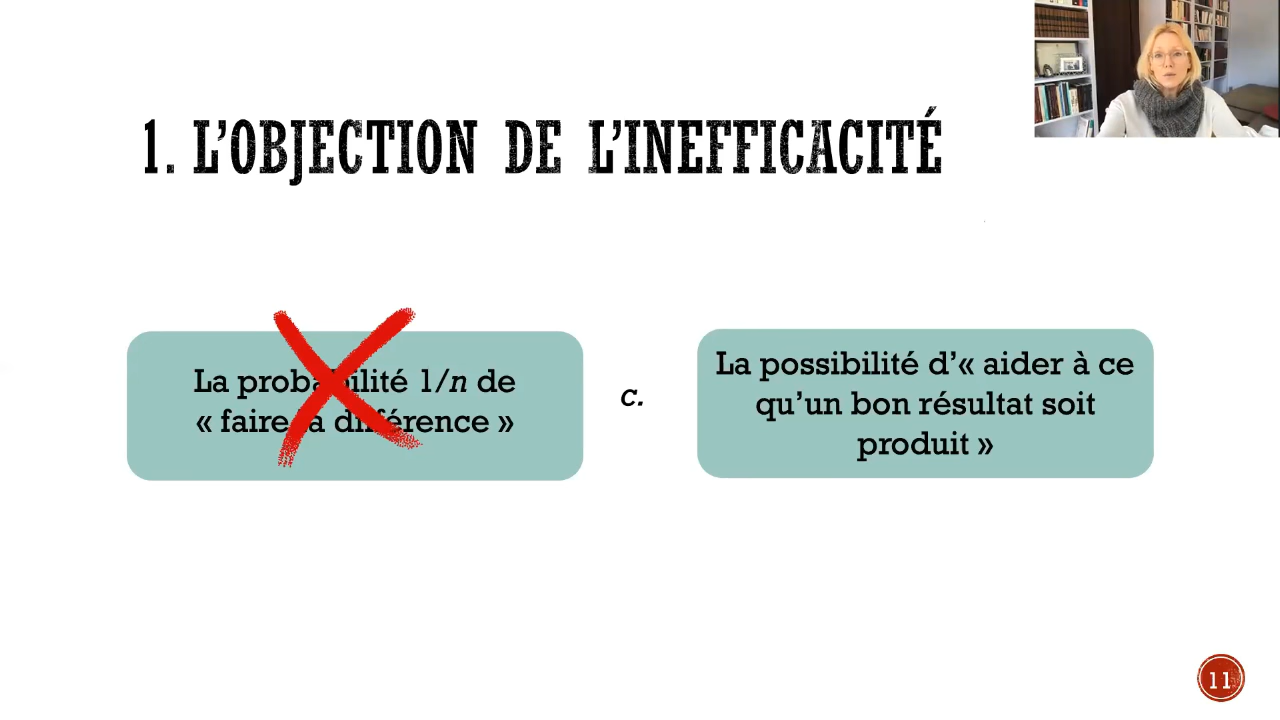 1. L'OBJECTION DE L'INEFFICACITÉ
La probabilité 1/n de
« faire la différence »
c.
La possibilité d'« aider à ce
qu'un bon résultat soit
produit »
11